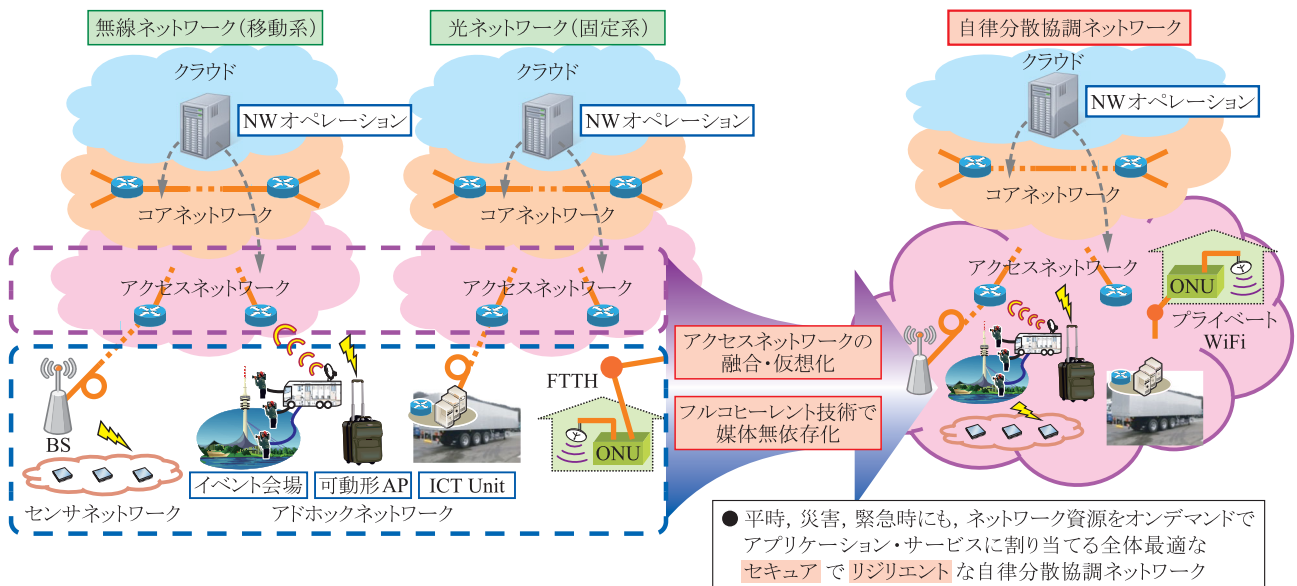 無線ネットワーク(移動系)
クラウド
NWオペレーション
コアネットワーク
アクセスネットワーク
光ネットワーク(固定系)
クラウド
NWオペレーション
コアネットワーク
アクセスネットワーク
BS
センサネットワーク
イベント会場
可動形AP
ICT Unit
アドホックネットワーク
FTTH
ONU
アクセスネットワークの
融合・仮想化
フルコヒーレント技術で
媒体無依存化
自律分散協調ネットワーク
クラウド
NWオペレーション
コアネットワーク
アクセスネットワーク
ONU
プライベート
WiFi
● 平時, 災害, 緊急時にも, ネットワーク資源をオンデマンドで
アプリケーション・サービスに割り当てる全体最適な
セキュア で リジリエント な自律分散協調ネットワーク